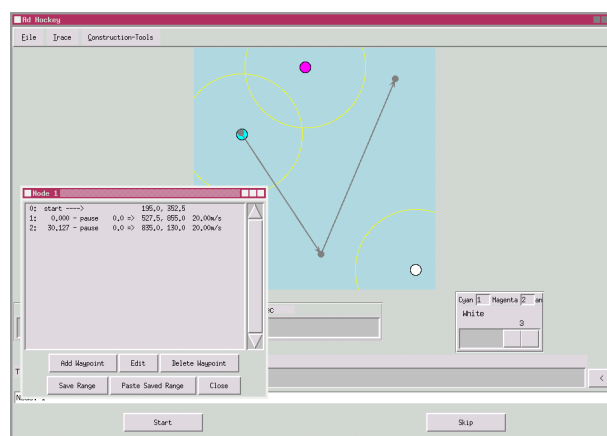 Ad Hockey
File Trace Construction-Tools
Node 1
0: start ----> 195.0, 352.5
1: 0.000 - pause 0.0 => 527.5, 855.0 20.00m/s
2: 30.127 - pause 0.0 => 835.0, 130.0 20.00m/s
Cyan 1 Magenta 2
White
3
Add Waypoint Edit Delete Waypoint
Save Range Paste Saved Range Close
<
Start Skip